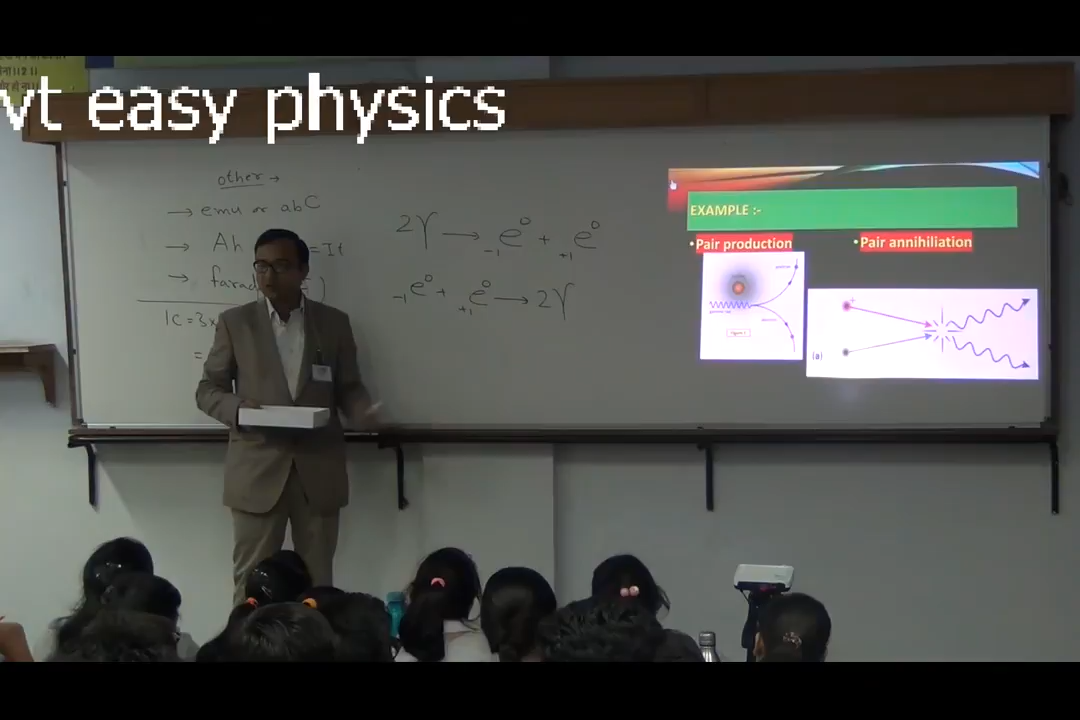 vt easy physics
other →
→ emu or abC
→ Ah = It
→ farad
1C = 3×
=
2γ → ₋₁e⁰ + ₊₁e⁰
₋₁e⁰ + ₊₁e⁰ → 2γ
EXAMPLE :-
•Pair production
•Pair annihiliation
(a)